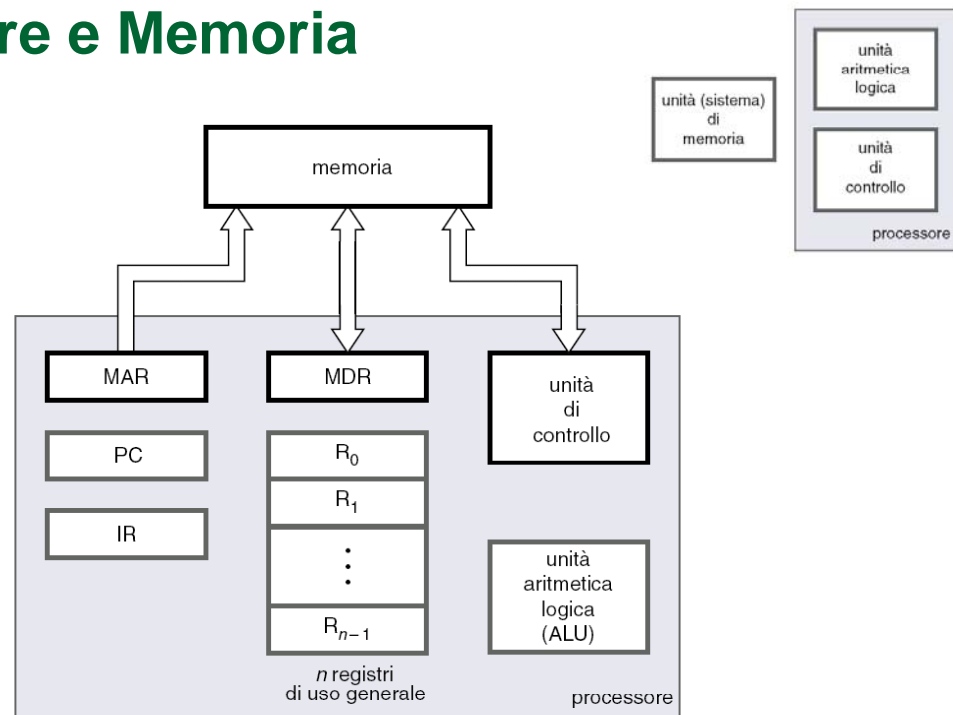 re e Memoria
unità
aritmetica
logica
unità (sistema)
di
memoria
unità
di
controllo
processore
memoria
MAR
MDR
unità
di
controllo
PC
R0
R1
IR
⋮
unità
aritmetica
logica
(ALU)
Rn−1
n registri
di uso generale
processore